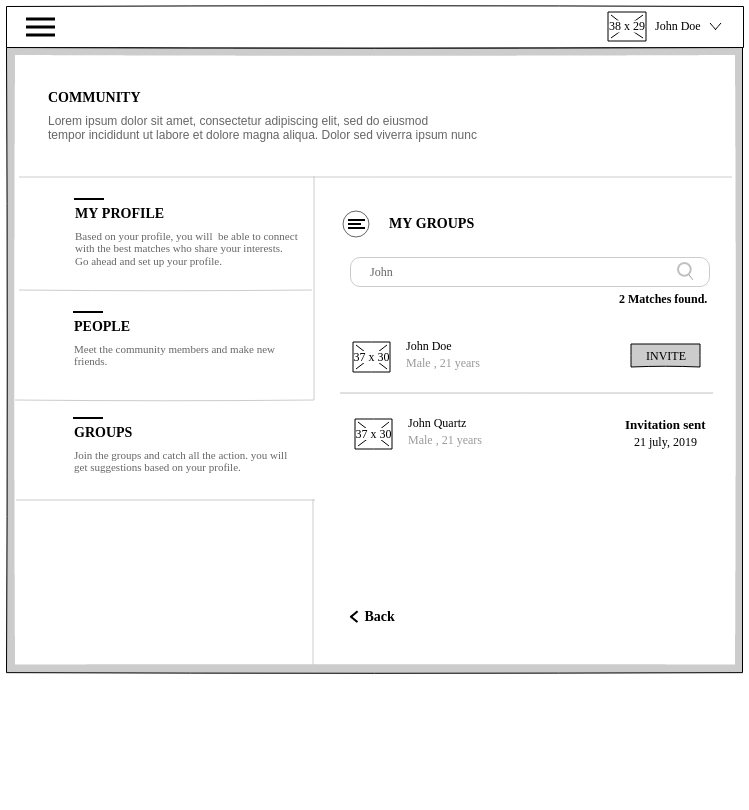 38 x 29 John Doe
COMMUNITY
Lorem ipsum dolor sit amet, consectetur adipiscing elit, sed do eiusmod
tempor incididunt ut labore et dolore magna aliqua. Dolor sed viverra ipsum nunc
MY PROFILE
Based on your profile, you will be able to connect
with the best matches who share your interests.
Go ahead and set up your profile.
PEOPLE
Meet the community members and make new
friends.
GROUPS
Join the groups and catch all the action. you will
get suggestions based on your profile.
MY GROUPS
John
2 Matches found.
37 x 30
John Doe
Male , 21 years
INVITE
37 x 30
John Quartz
Male , 21 years
Invitation sent
21 july, 2019
Back